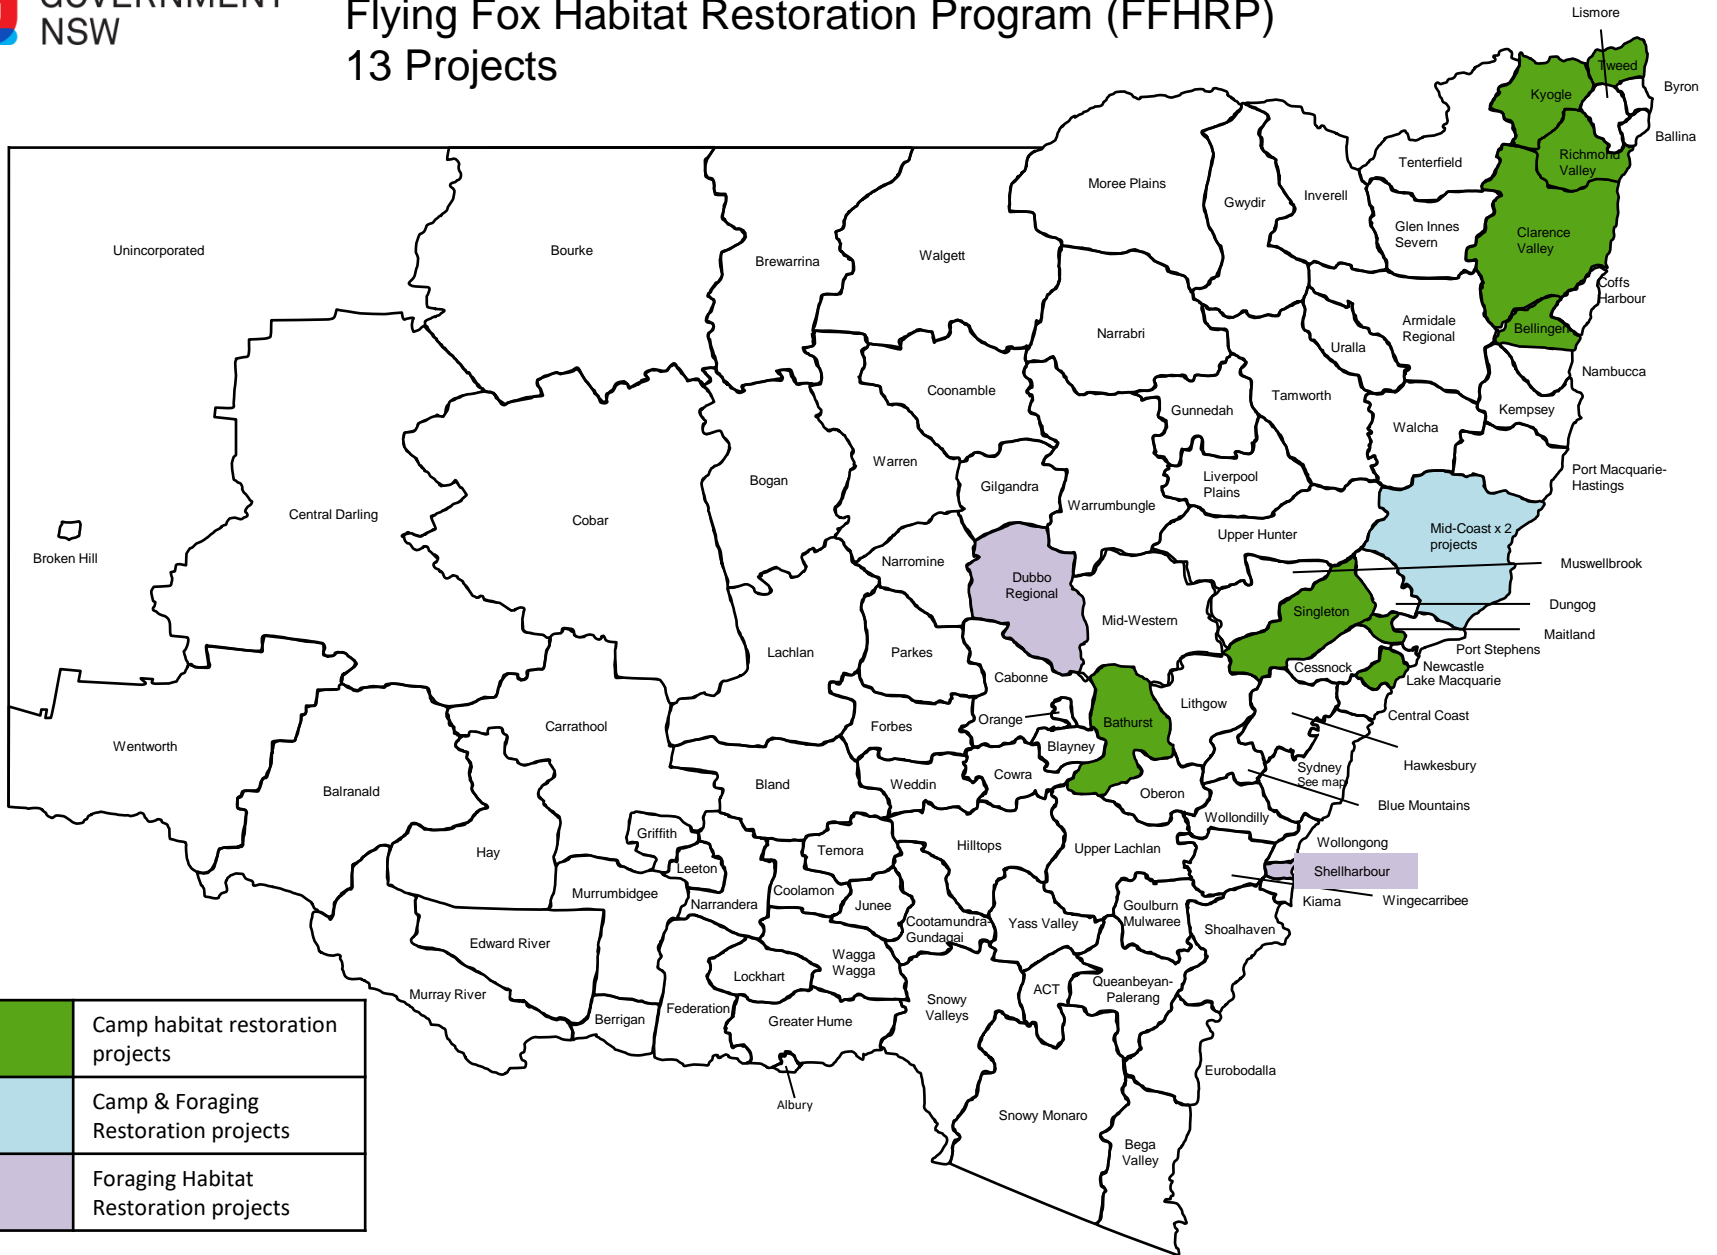 GOVERNMENT
NSW
Flying Fox Habitat Restoration Program (FFHRP)
13 Projects
Lismore
Tweed
Byron
Kyogle
Ballina
Richmond
Valley
Tenterfield
Moree Plains
Inverell
Gwydir
Glen Innes
Severn
Clarence
Valley
Unincorporated
Bourke
Brewarrina
Walgett
Coffs
Harbour
Bellingen
Armidale
Regional
Narrabri
Uralla
Nambucca
Coonamble
Tamworth
Gunnedah
Kempsey
Walcha
Warren
Bogan
Gilgandra
Liverpool
Plains
Port Macquarie-
Hastings
Warrumbungle
Central Darling
Cobar
Upper Hunter
Mid-Coast x 2
projects
Broken Hill
Narromine
Muswellbrook
Dubbo
Regional
Dungog
Singleton
Mid-Western
Maitland
Port Stephens
Lachlan
Parkes
Cabonne
Cessnock
Newcastle
Lake Macquarie
Lithgow
Central Coast
Orange
Bathurst
Carrathool
Forbes
Wentworth
Blayney
Hawkesbury
Sydney
See map
Cowra
Balranald
Bland
Weddin
Oberon
Blue Mountains
Wollondilly
Griffith
Wollongong
Hay
Temora
Hilltops
Upper Lachlan
Leeton
Shellharbour
Murrumbidgee
Coolamon
Narrandera
Junee
Kiama
Wingecarribee
Goulburn
Mulwaree
Cootamundra-
Gundagai
Yass Valley
Shoalhaven
Edward River
Wagga
Wagga
Lockhart
Murray River
Queanbeyan-
Palerang
ACT
Snowy
Valleys
Federation
Berrigan
Greater Hume
Eurobodalla
Albury
Snowy Monaro
Bega
Valley
Camp habitat restoration
projects
Camp & Foraging
Restoration projects
Foraging Habitat
Restoration projects